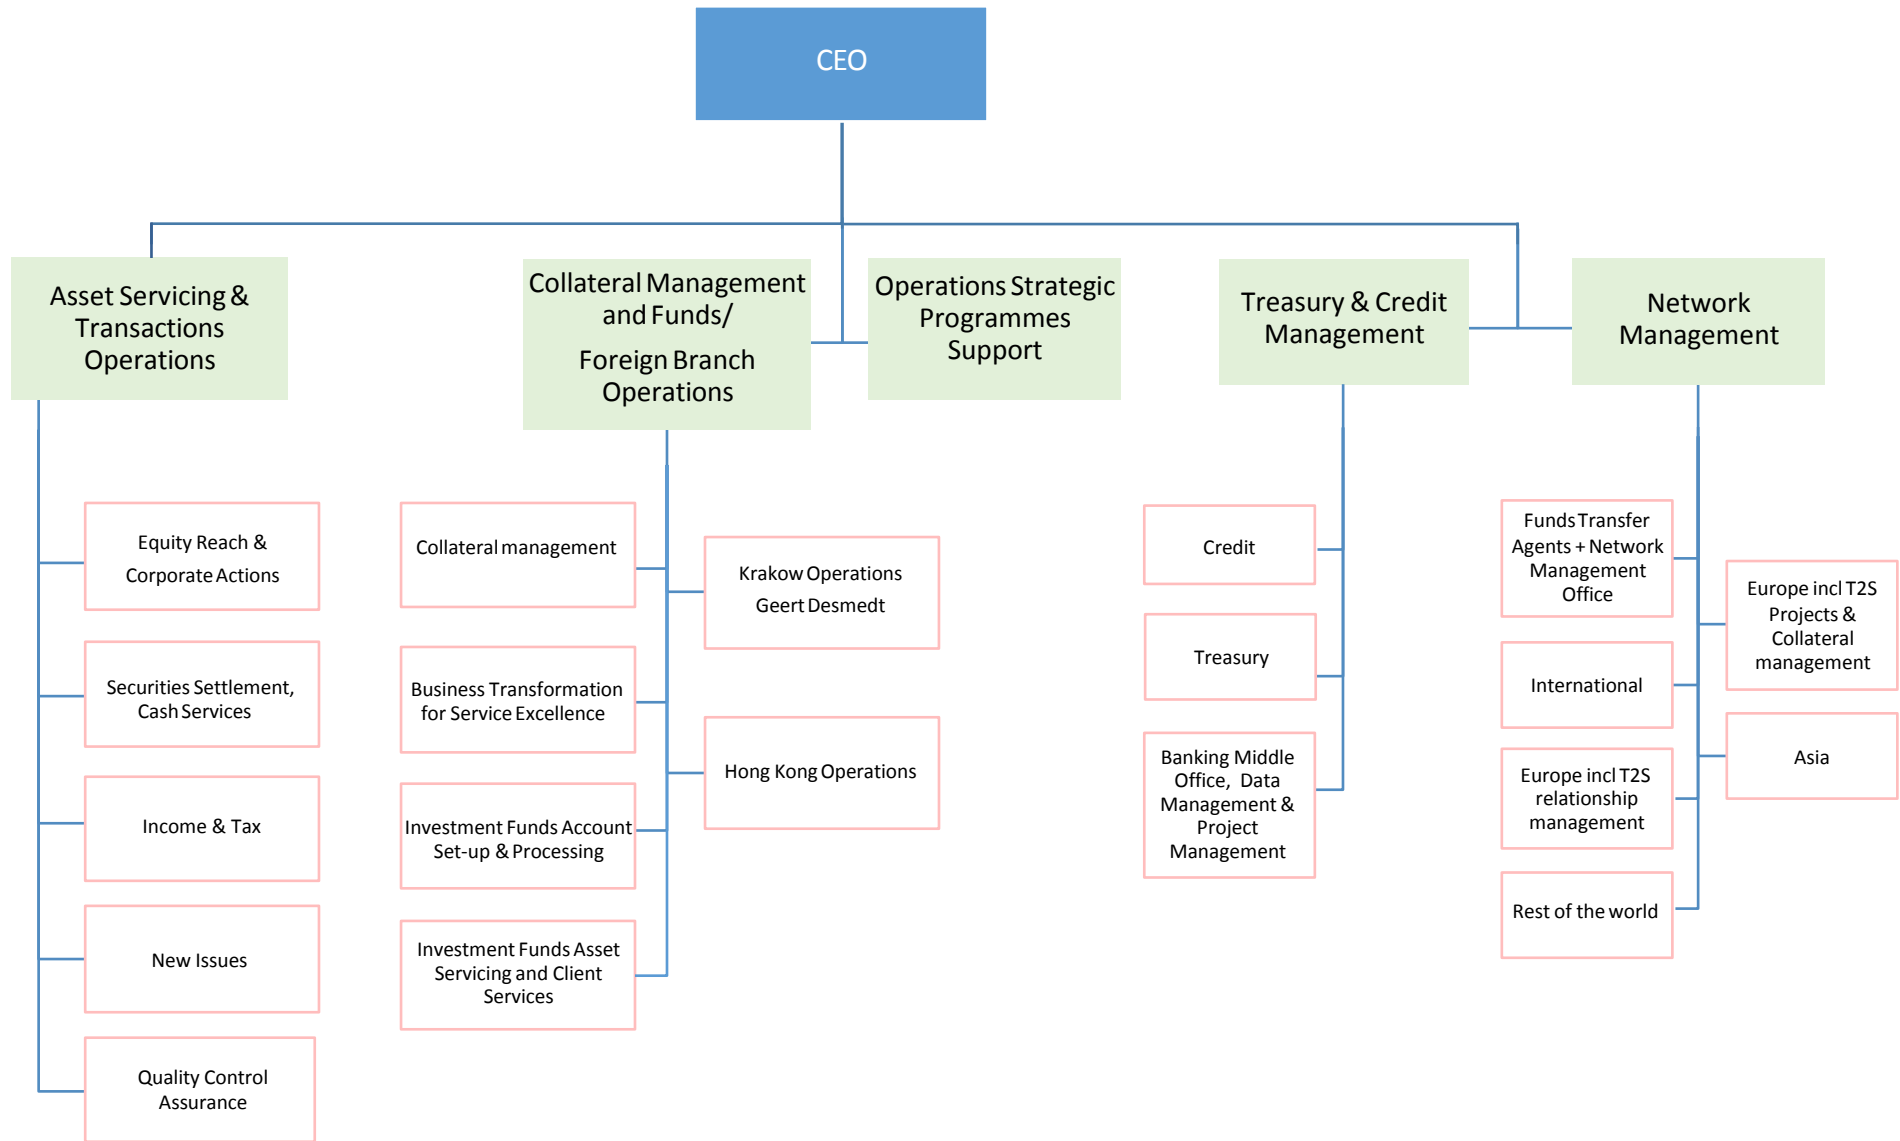 CEO
Asset Servicing &
Transactions
Operations
Collateral Management
and Funds/
Foreign Branch
Operations
Operations Strategic
Programmes
Support
Treasury & Credit
Management
Network
Management
Equity Reach &
Corporate Actions
Securities Settlement,
Cash Services
Income & Tax
New Issues
Quality Control
Assurance
Collateral management
Business Transformation
for Service Excellence
Investment Funds Account
Set-up & Processing
Investment Funds Asset
Servicing and Client
Services
Krakow Operations
Geert Desmedt
Hong Kong Operations
Credit
Treasury
Banking Middle
Office, Data
Management &
Project
Management
Funds Transfer
Agents + Network
Management
Office
International
Europe incl T2S
relationship
management
Rest of the world
Europe incl T2S
Projects &
Collateral
management
Asia